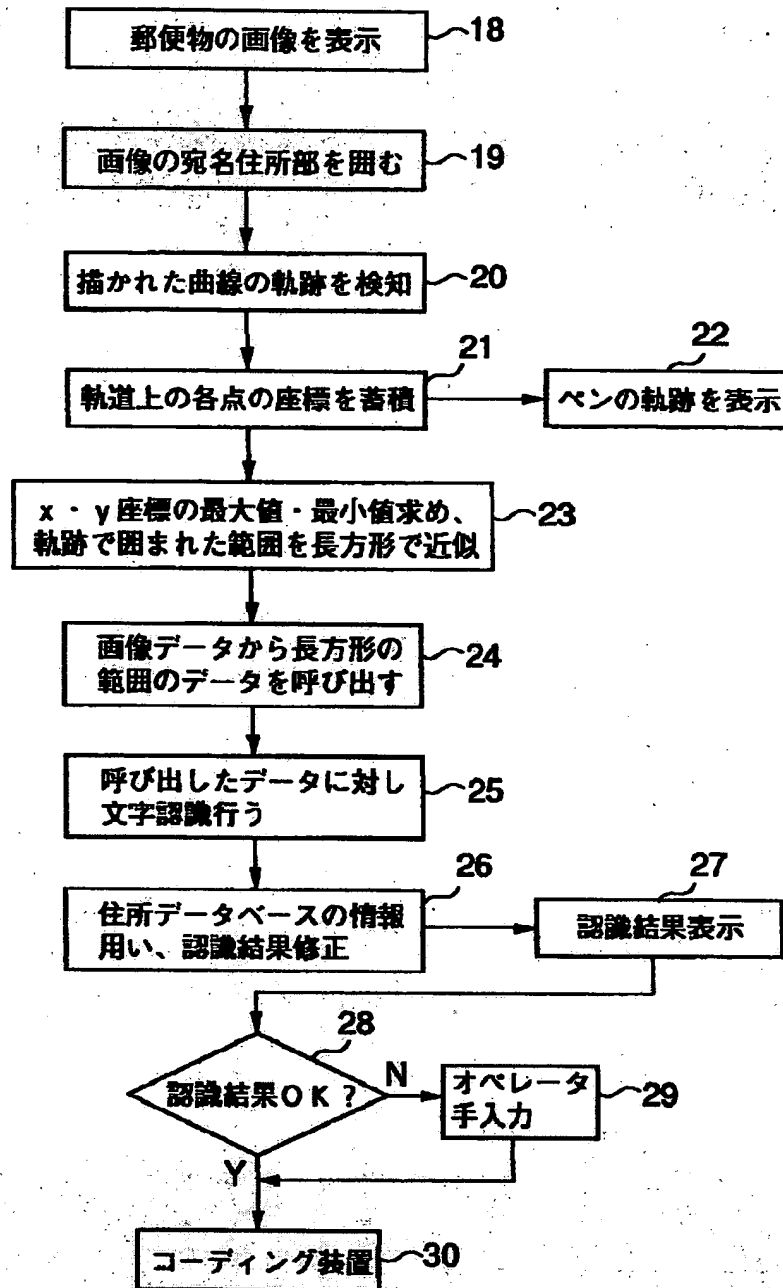 郵便物の画像を表示
18
画像の宛名住所部を囲む
19
描かれた曲線の軌跡を検知
20
軌道上の各点の座標を蓄積
21
ペンの軌跡を表示
22
x・y座標の最大値・最小値求め、
軌跡で囲まれた範囲を長方形で近似
23
画像データから長方形の
範囲のデータを呼び出す
24
呼び出したデータに対し
文字認識行う
25
住所データベースの情報
用い、認識結果修正
26
認識結果表示
27
認識結果OK?
28
N
オペレータ
手入力
29
Y
コーディング装置
30